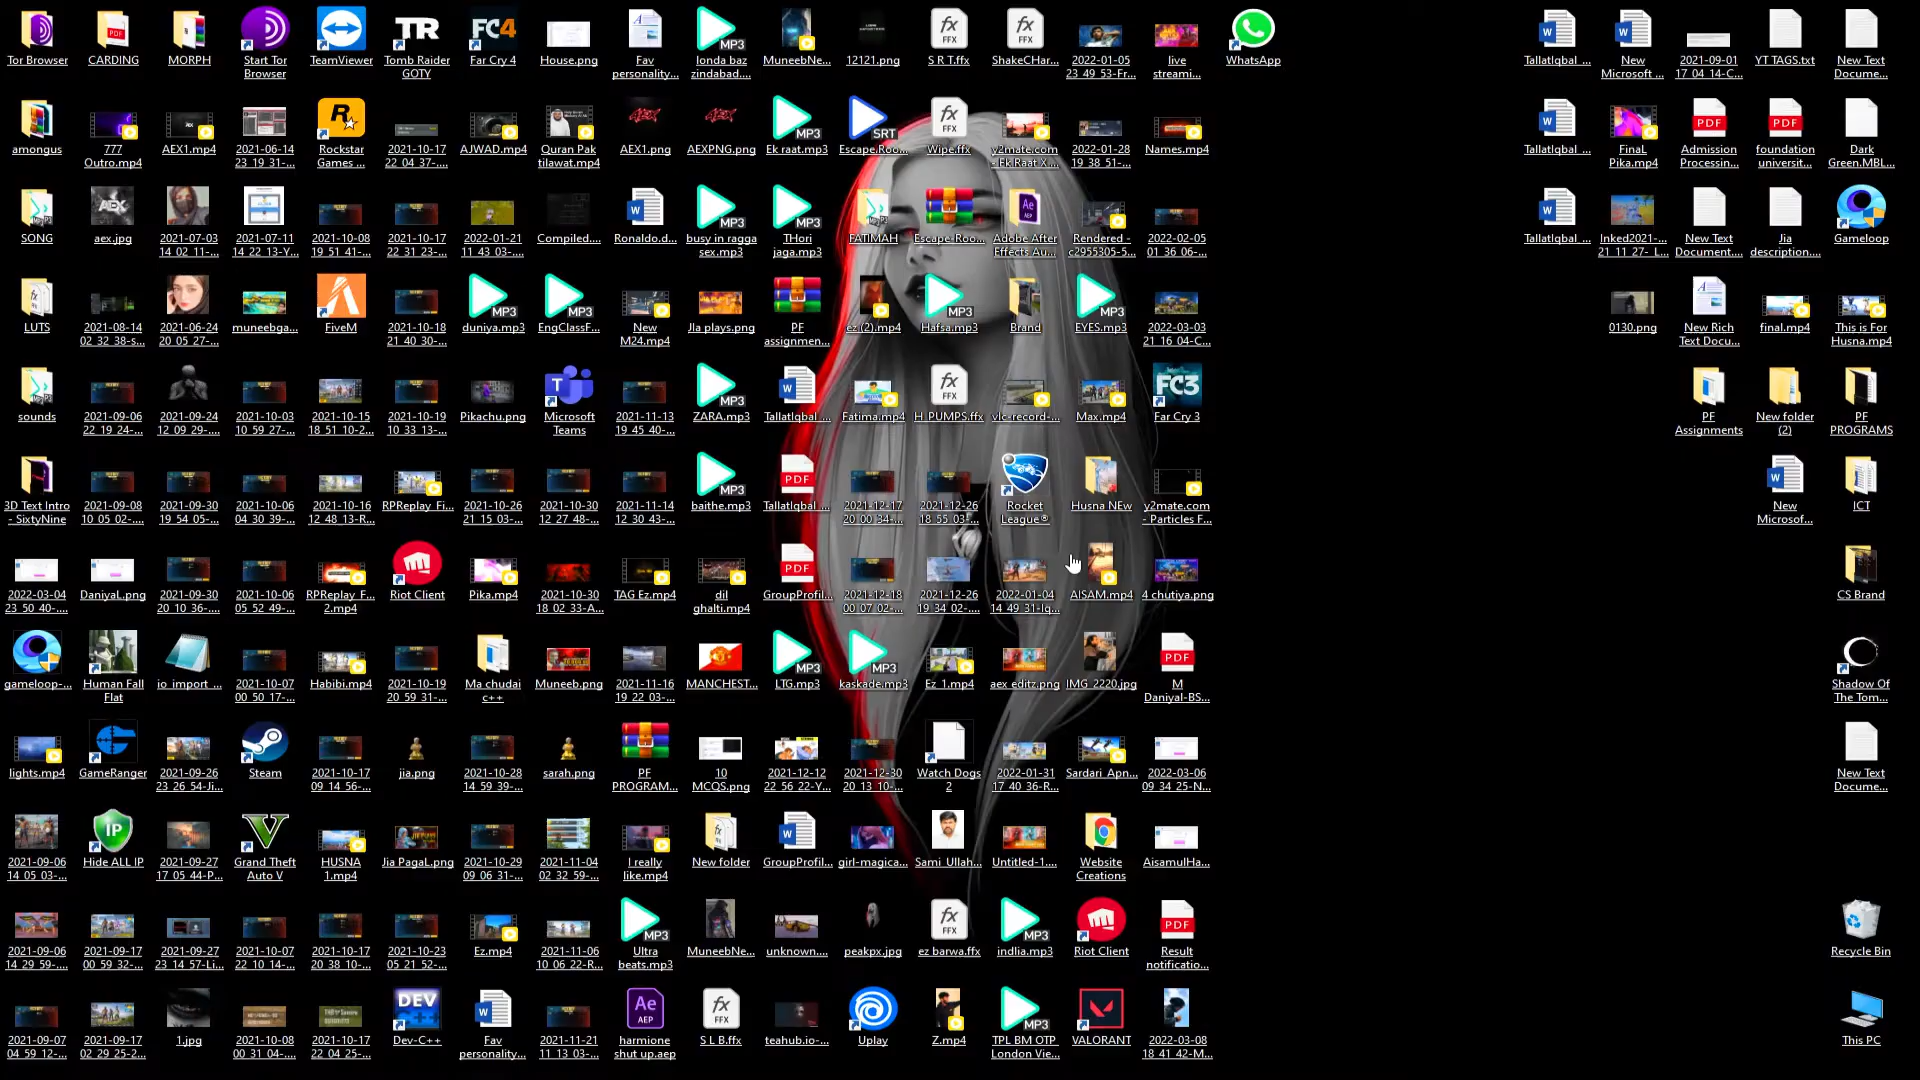 Tor Browser
CARDING
MORPH
Start Tor
Browser
TeamViewer
Tomb Raider
GOTY
Far Cry 4
House.png
Fav
personality...
londa baz
zindabad....
MuneebNe...
12121.png
S R T.ffx
ShakeCHar...
2022-01-05
23 49 53-Fr...
live
streami...
WhatsApp
TallatIqbal_...
New
Microsoft ...
2021-09-01
17 04 14-C...
YT TAGS.txt
New Text
Docume...
amongus
777
Outro.mp4
AEX1.mp4
2021-06-14
23 19 31-...
Rockstar
Games ...
2021-10-17
22 04 37-...
AJWAD.mp4
Quran Pak
tilawat.mp4
AEX1.png
AEXPNG.png
Ek raat.mp3
Escape.Roo...
Wipe.ffx
y2mate.com
- Ek Raat X ...
2022-01-28
19 38 51-...
Names.mp4
TallatIqbal_...
FinaL
Pika.mp4
Admission
Processin...
foundation
universit...
Dark
Green.MBL...
SONG
aex.jpg
2021-07-03
14 02 11-...
2021-07-11
14 22 13-Y...
2021-10-08
19 51 41-...
2021-10-17
22 31 23-...
2022-01-21
11 43 03-...
Compiled....
Ronaldo.d...
busy in ragga
sex.mp3
THori
jaga.mp3
FATIMAH
Escape-Roo...
Adobe After
Effects Au...
Rendered -
c2955305-5...
2022-02-05
01 36 06-...
TallatIqbal_...
Inked2021-...
21 11 27-_L...
New Text
Document....
Jia
description....
Gameloop
LUTS
2021-08-14
02 32 38-s...
2021-06-24
20 05 27-...
muneebga...
FiveM
2021-10-18
21 40 30-...
duniya.mp3
EngClassF...
New
M24.mp4
JIa plays.png
PF
assignmen...
ez (2).mp4
Hafsa.mp3
Brand
EYES.mp3
2022-03-03
21 16 04-C...
0130.png
New Rich
Text Docu...
final.mp4
This is For
Husna.mp4
sounds
2021-09-06
22 19 24-...
2021-09-24
12 09 29-...
2021-10-03
10 59 27-...
2021-10-15
18 51 10-2...
2021-10-19
10 33 13-...
Pikachu.png
Microsoft
Teams
2021-11-13
19 45 40-...
ZARA.mp3
TallatIqbal_...
Fatima.mp4
H_PUMPS.ffx
vlc-record-...
Max.mp4
Far Cry 3
PF
Assignments
New folder
(2)
PF
PROGRAMS
3D Text Intro
- SixtyNine
2021-09-08
10 05 02-...
2021-09-30
19 54 05-...
2021-10-06
04 30 39-...
2021-10-16
12 48 13-R...
RPReplay_Fi...
2021-10-26
21 15 03-...
2021-10-30
12 27 48-...
2021-11-14
12 30 43-...
baithe.mp3
TallatIqbal_...
2021-12-17
20 00 34-...
2021-12-26
18 55 03-...
Rocket
League®
Husna NEw
y2mate.com
- Particles F...
New
Microsof...
ICT
2022-03-04
23 50 40-...
DaniyaL.png
2021-09-30
20 10 36-...
2021-10-06
05 52 49-...
RPReplay_F...
2.mp4
Riot Client
Pika.mp4
2021-10-30
18 02 33-A...
TAG Ez.mp4
dil
ghalti.mp4
GroupProfil...
2021-12-18
00 07 02-...
2021-12-26
19 34 02-...
2022-01-04
14 49 31-Iq...
AISAM.mp4
4 chutiya.png
CS Brand
gameloop-...
Human Fall
Flat
io_import_...
2021-10-07
00 50 17-...
Habibi.mp4
2021-10-19
20 59 31-...
Ma chudai
c++
Muneeb.png
2021-11-16
19 22 03-...
MANCHEST...
LTG.mp3
kaskade.mp3
Ez_1.mp4
aex editz.png
IMG_2220.jpg
M
Daniyal-BS...
Shadow Of
The Tom...
lights.mp4
GameRanger
2021-09-26
23 26 54-Ji...
Steam
2021-10-17
09 14 56-...
jia.png
2021-10-28
14 59 39-...
sarah.png
PF
PROGRAM...
10
MCQS.png
2021-12-12
22 56 22-Y...
2021-12-30
20 13 10-...
Watch Dogs
2
2022-01-31
17 40 36-R...
Sardari_Apn...
2022-03-06
09 34 25-N...
New Text
Docume...
2021-09-06
14 05 03-...
Hide ALL IP
2021-09-27
17 05 44-P...
Grand Theft
Auto V
HUSNA
1.mp4
Jia PagaL.png
2021-10-29
09 06 31-...
2021-11-04
02 32 59-...
I really
like.mp4
New folder
GroupProfil...
girl-magica...
Sami_Ullah...
Untitled-1....
Website
Creations
AisamulHa...
2021-09-06
14 29 59-...
2021-09-17
00 59 32-...
2021-09-27
23 14 57-Li...
2021-10-07
22 10 14-...
2021-10-17
20 38 10-...
2021-10-23
05 21 52-...
Ez.mp4
2021-11-06
10 06 22-R...
Ultra
beats.mp3
MuneebNe...
unknown....
peakpx.jpg
ez barwa.ffx
indlia.mp3
Riot Client
Result
notificatio...
Recycle Bin
2021-09-07
04 59 12-...
2021-09-17
02 29 25-2...
1.jpg
2021-10-08
00 31 04-...
2021-10-17
22 04 25-...
Dev-C++
Fav
personality...
2021-11-21
11 13 03-...
harmione
shut up.aep
S L B.ffx
teahub.io-...
Uplay
Z.mp4
TPL BM OTP_
London Vie...
VALORANT
2022-03-08
18 41 42-M...
This PC